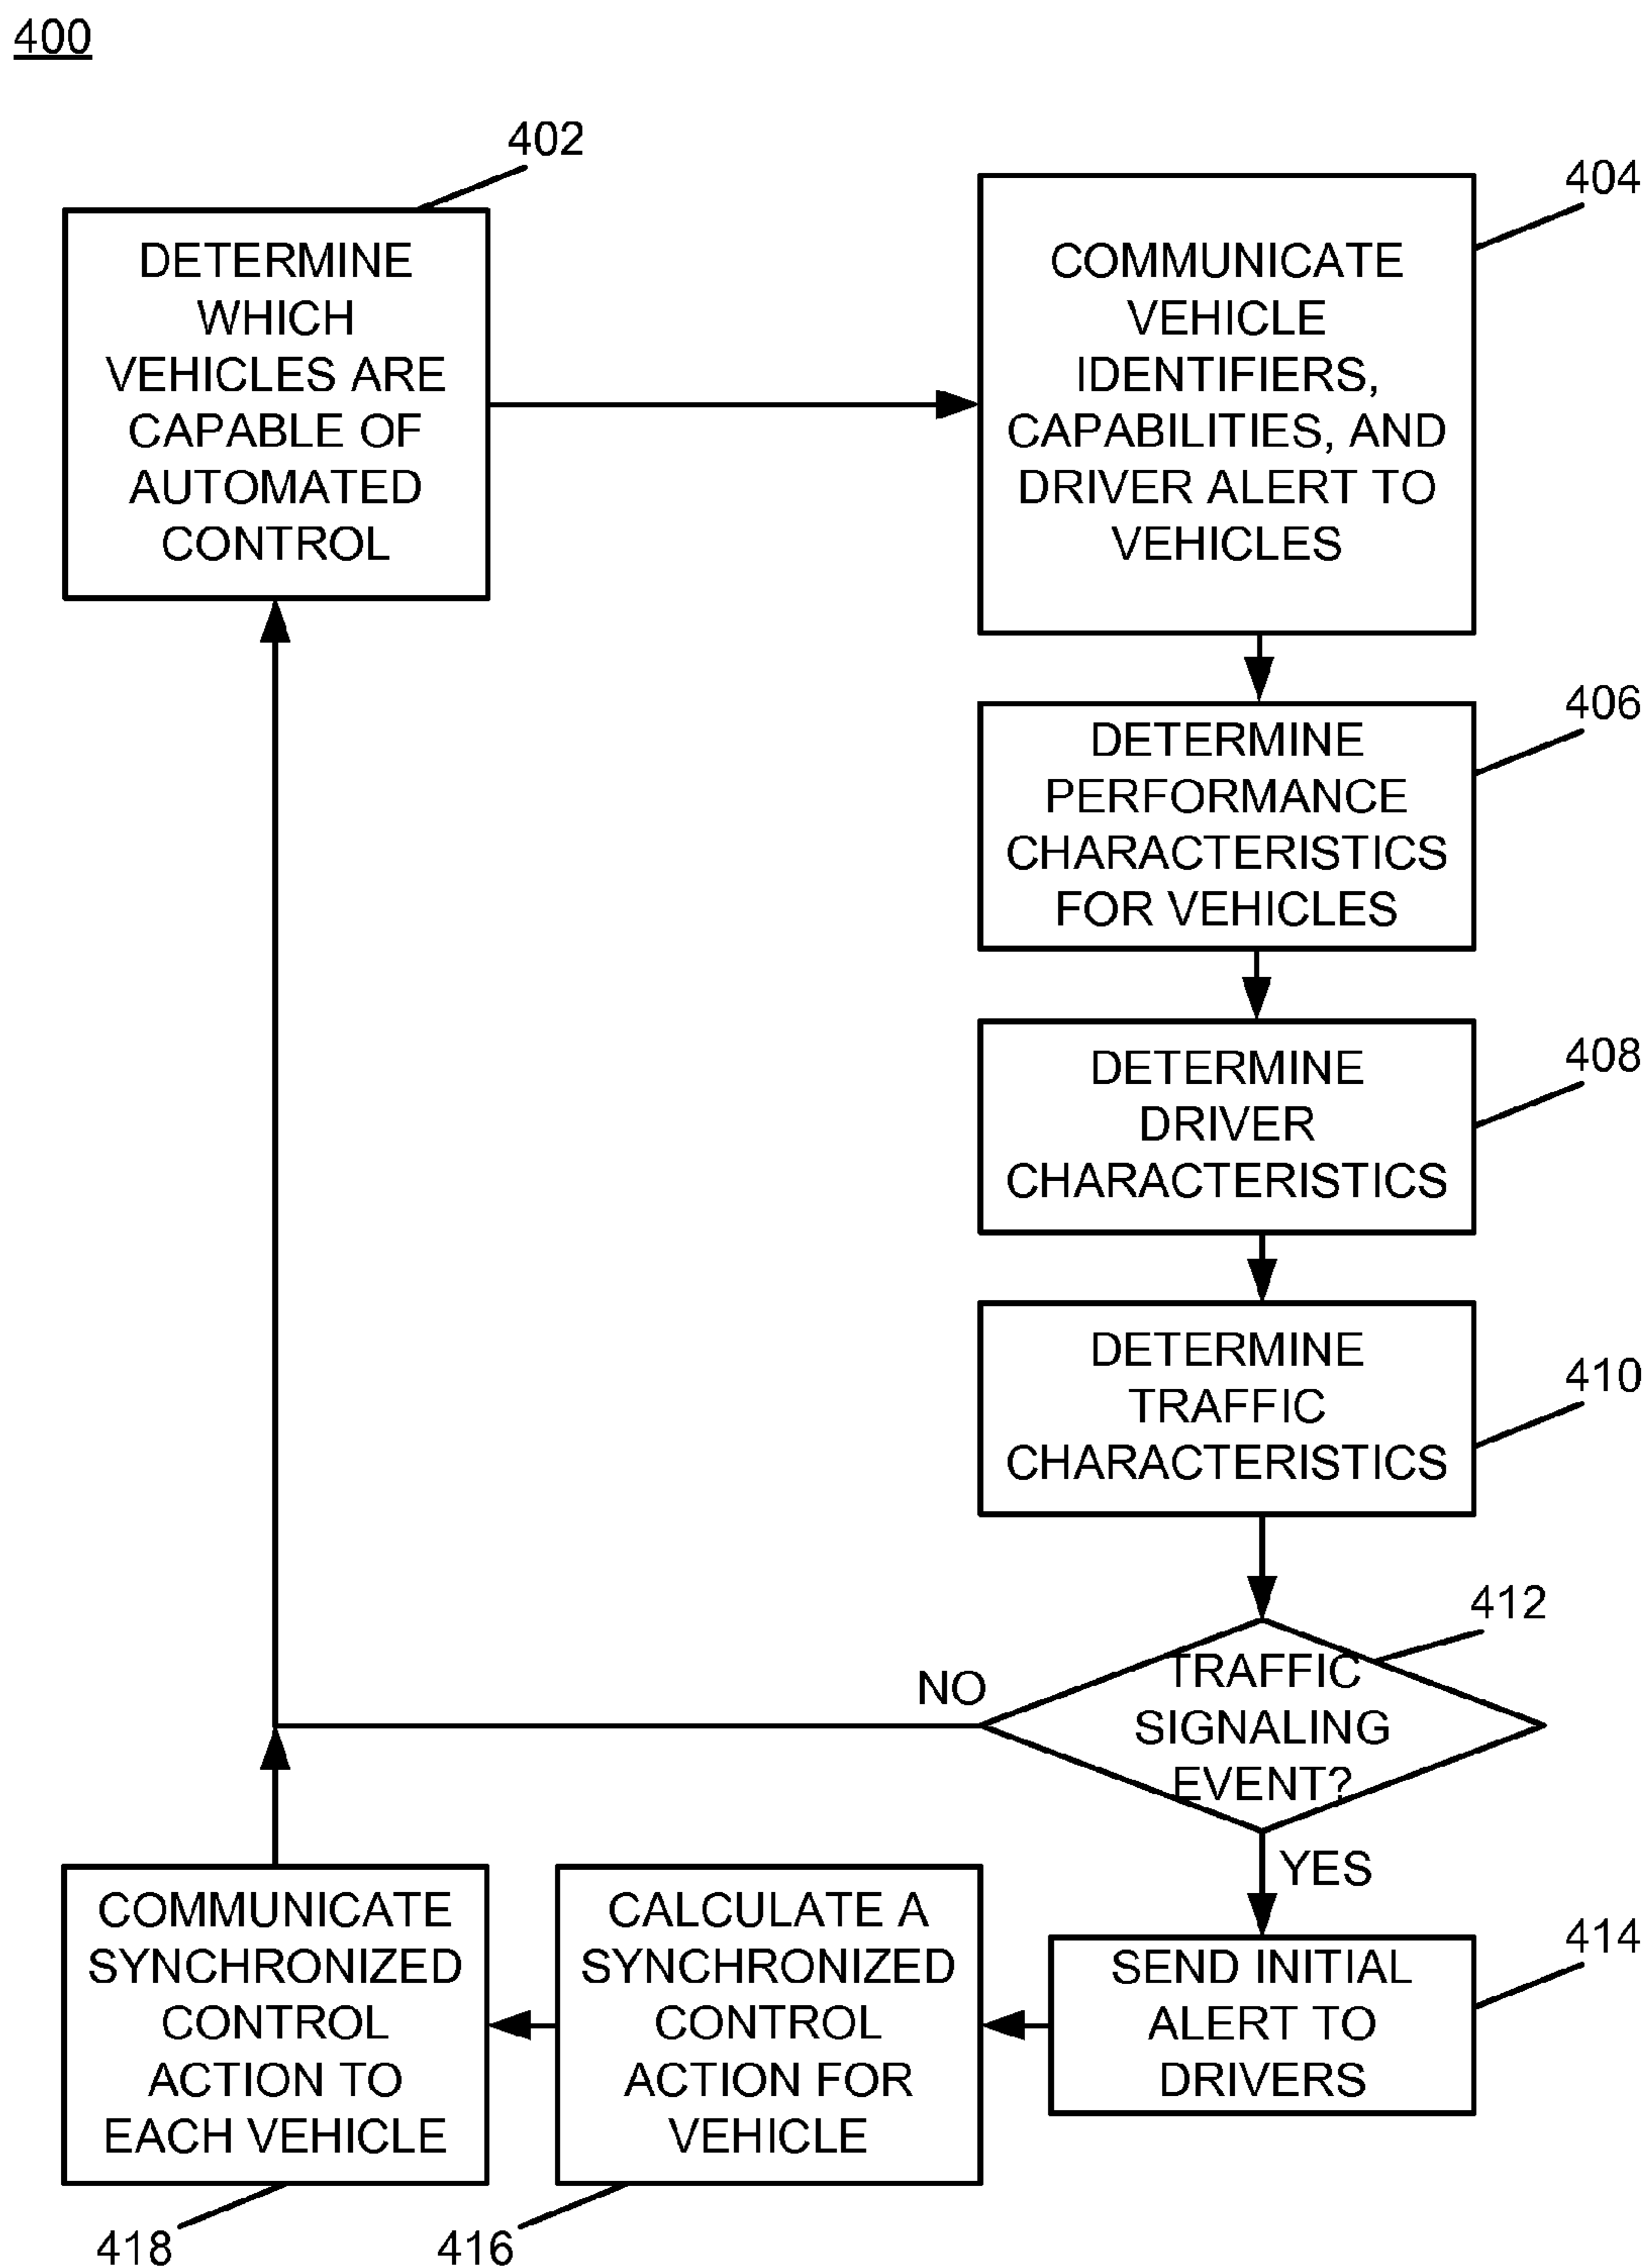 400
402
DETERMINE
WHICH
VEHICLES ARE
CAPABLE OF
AUTOMATED
CONTROL
404
COMMUNICATE
VEHICLE
IDENTIFIERS,
CAPABILITIES, AND
DRIVER ALERT TO
VEHICLES
406
DETERMINE
PERFORMANCE
CHARACTERISTICS
FOR VEHICLES
408
DETERMINE
DRIVER
CHARACTERISTICS
410
DETERMINE
TRAFFIC
CHARACTERISTICS
412
TRAFFIC
SIGNALING
EVENT?
NO
YES
414
SEND INITIAL
ALERT TO
DRIVERS
CALCULATE A
SYNCHRONIZED
CONTROL
ACTION FOR
VEHICLE
416
COMMUNICATE
SYNCHRONIZED
CONTROL
ACTION TO
EACH VEHICLE
418